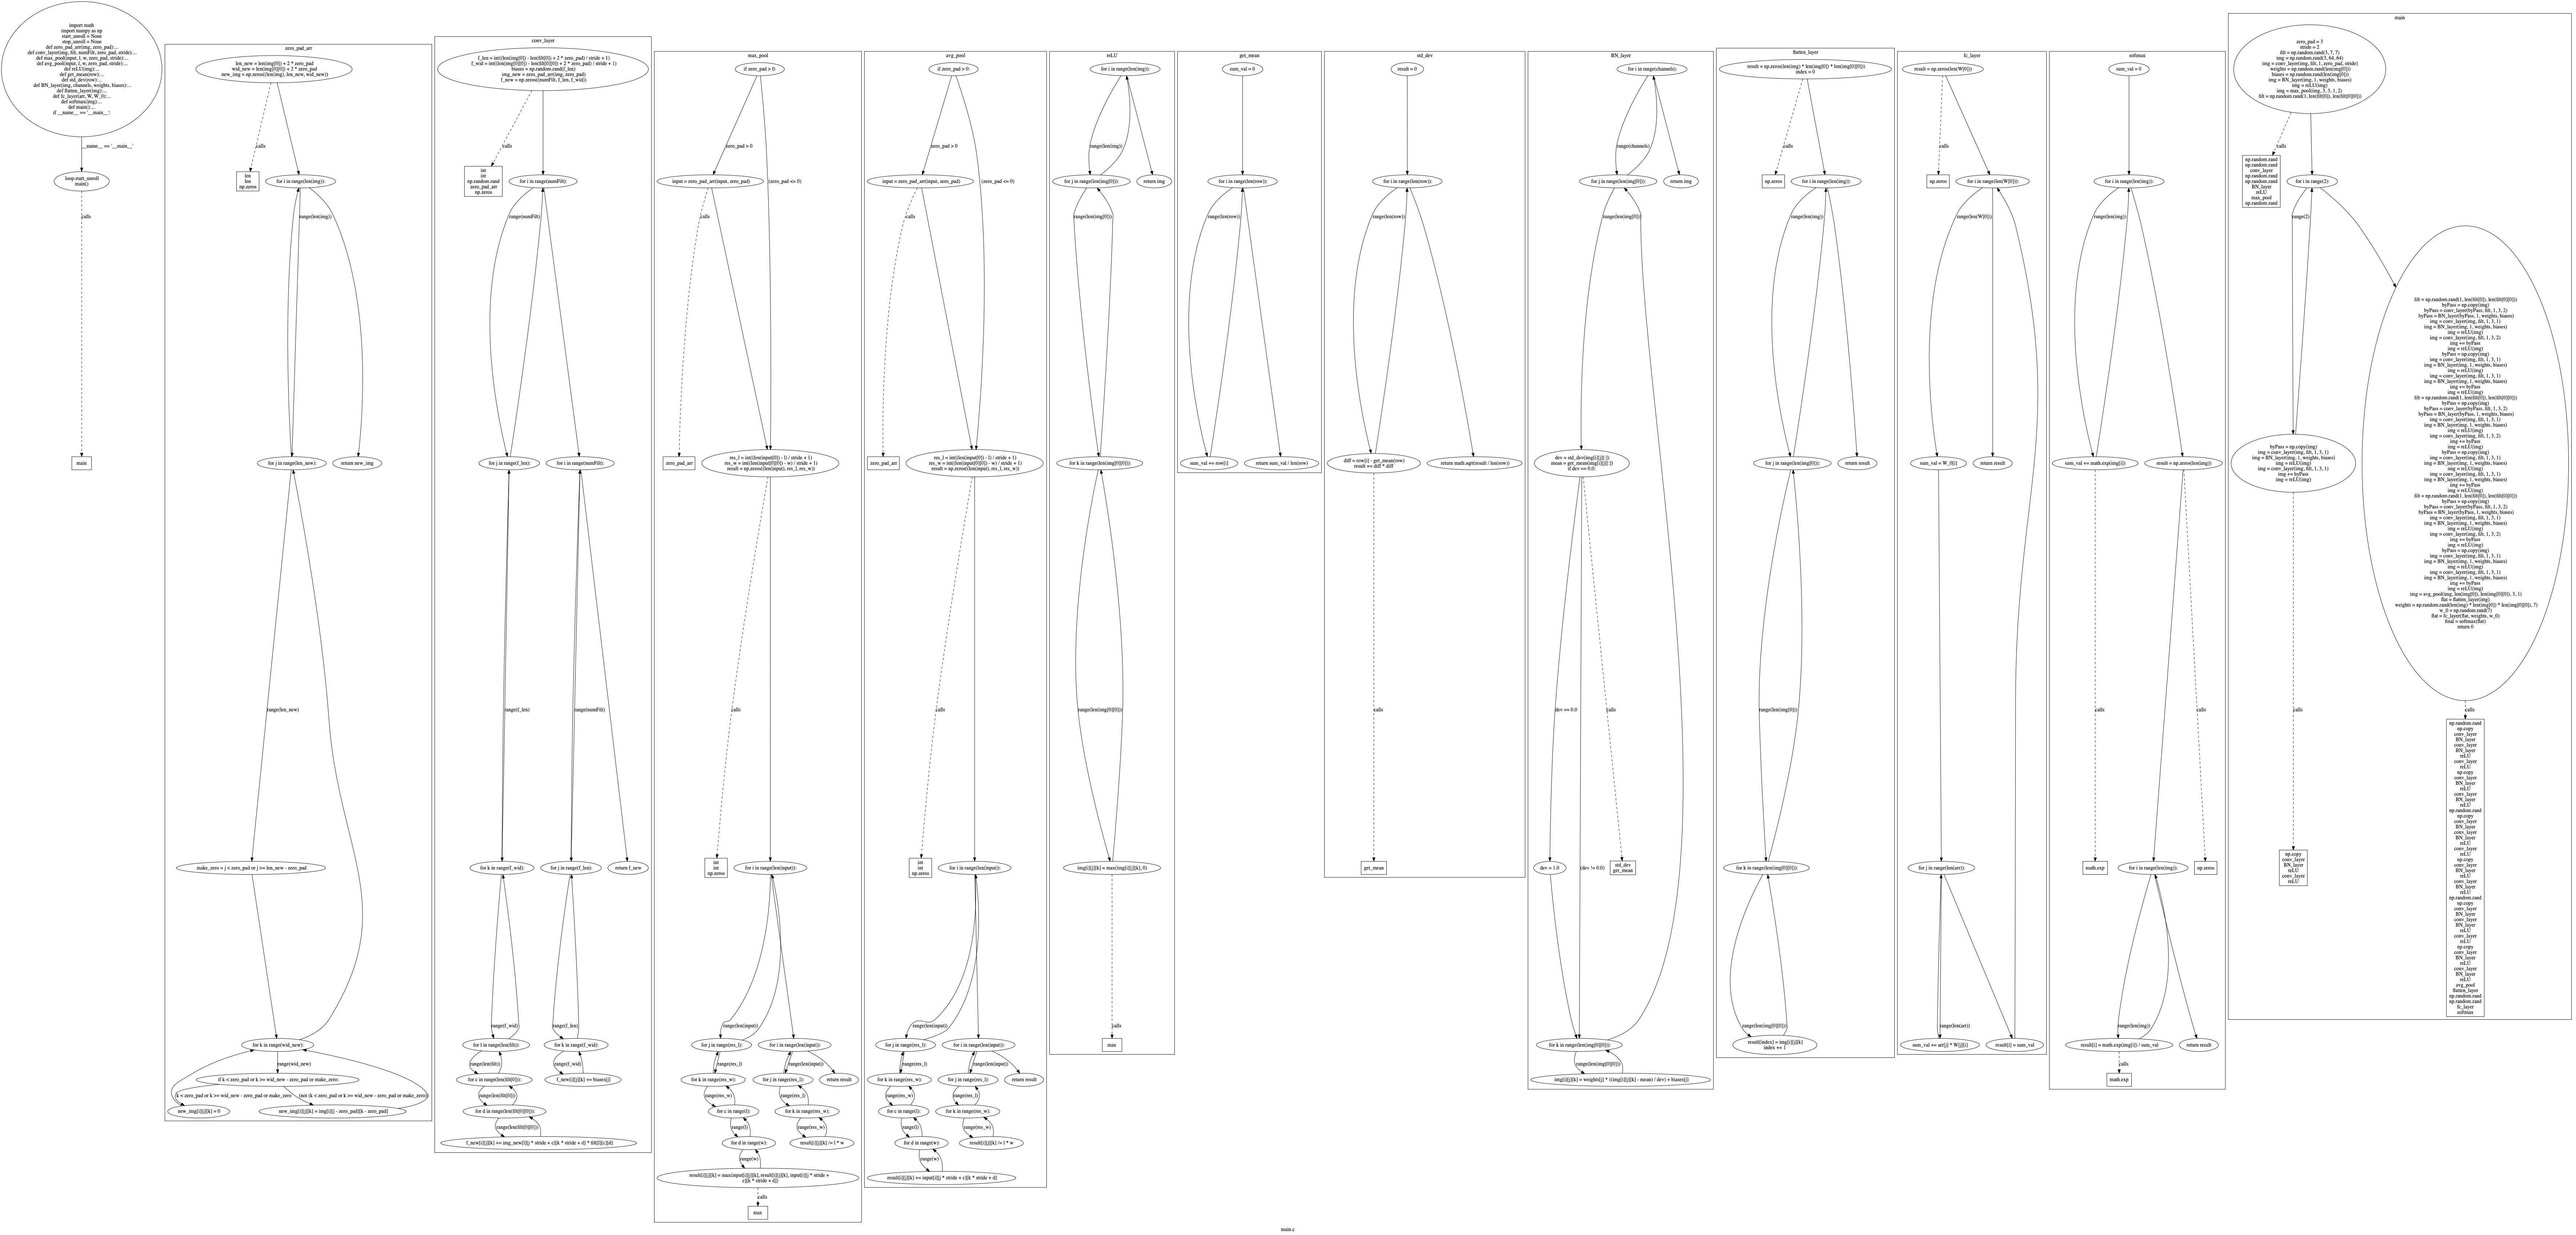 import math
import numpy as np
start_unroll = None
stop_unroll = None
def zero_pad_arr(img, zero_pad):...
def conv_layer(img, filt, numFilt, zero_pad, stride):...
def max_pool(input, l, w, zero_pad, stride):...
def avg_pool(input, l, w, zero_pad, stride):...
def reLU(img):...
def get_mean(row):...
def std_dev(row):...
def BN_layer(img, channels, weights, biases):...
def flatten_layer(img):...
def fc_layer(arr, W, W_0):...
def softmax(img):...
def main():...
if __name__ == '__main__':
__name__ == '__main__'
loop.start_unroll
main()
calls
main
zero_pad_arr
len_new = len(img[0]) + 2 * zero_pad
wid_new = len(img[0][0]) + 2 * zero_pad
new_img = np.zeros((len(img), len_new, wid_new))
calls
len
len
np.zeros
for i in range(len(img)):
range(len(img))
for j in range(len_new):
return new_img
range(len_new)
make_zero = j < zero_pad or j >= len_new - zero_pad
for k in range(wid_new):
range(wid_new)
if k < zero_pad or k >= wid_new - zero_pad or make_zero:
k < zero_pad or k >= wid_new - zero_pad or make_zero
(not (k < zero_pad or k >= wid_new - zero_pad or make_zero))
new_img[i][j][k] = 0
new_img[i][j][k] = img[i][j - zero_pad][k - zero_pad]
conv_layer
f_len = int((len(img[0]) - len(filt[0]) + 2 * zero_pad) / stride + 1)
f_wid = int((len(img[0][0]) - len(filt[0][0]) + 2 * zero_pad) / stride + 1)
biases = np.random.rand(f_len)
img_new = zero_pad_arr(img, zero_pad)
f_new = np.zeros((numFilt, f_len, f_wid))
calls
int
int
np.random.rand
zero_pad_arr
np.zeros
for i in range(numFilt):
range(numFilt)
for j in range(f_len):
for i in range(numFilt):
range(f_len)
range(numFilt)
for k in range(f_wid):
for j in range(f_len):
return f_new
range(f_wid)
range(f_len)
for l in range(len(filt)):
for k in range(f_wid):
range(len(filt))
range(f_wid)
for c in range(len(filt[0])):
f_new[i][j][k] += biases[j]
range(len(filt[0]))
for d in range(len(filt[0][0])):
range(len(filt[0][0]))
f_new[i][j][k] += img_new[l][j * stride + c][k * stride + d] * filt[l][c][d]
max_pool
if zero_pad > 0:
zero_pad > 0
input = zero_pad_arr(input, zero_pad)
(zero_pad <= 0)
calls
zero_pad_arr
res_l = int((len(input[0]) - l) / stride + 1)
res_w = int((len(input[0][0]) - w) / stride + 1)
result = np.zeros((len(input), res_l, res_w))
calls
int
int
np.zeros
for i in range(len(input)):
range(len(input))
for j in range(res_l):
for i in range(len(input)):
range(res_l)
range(len(input))
for k in range(res_w):
for j in range(res_l):
return result
range(res_w)
range(res_l)
for c in range(l):
for k in range(res_w):
range(l)
range(res_w)
for d in range(w):
result[i][j][k] /= l * w
range(w)
result[i][j][k] = max(input[i][j][k], result[i][j][k], input[i][j * stride +
c][k * stride + d])
calls
max
avg_pool
if zero_pad > 0:
zero_pad > 0
input = zero_pad_arr(input, zero_pad)
(zero_pad <= 0)
calls
zero_pad_arr
res_l = int((len(input[0]) - l) / stride + 1)
res_w = int((len(input[0][0]) - w) / stride + 1)
result = np.zeros((len(input), res_l, res_w))
calls
int
int
np.zeros
for i in range(len(input)):
range(len(input))
for j in range(res_l):
for i in range(len(input)):
range(res_l)
range(len(input))
for k in range(res_w):
for j in range(res_l):
return result
range(res_w)
range(res_l)
for c in range(l):
for k in range(res_w):
range(l)
range(res_w)
for d in range(w):
result[i][j][k] /= l * w
range(w)
result[i][j][k] += input[i][j * stride + c][k * stride + d]
reLU
for i in range(len(img)):
range(len(img))
for j in range(len(img[0])):
return img
range(len(img[0]))
for k in range(len(img[0][0])):
range(len(img[0][0]))
img[i][j][k] = max(img[i][j][k], 0)
calls
max
get_mean
sum_val = 0
for i in range(len(row)):
range(len(row))
sum_val += row[i]
return sum_val / len(row)
std_dev
result = 0
for i in range(len(row)):
range(len(row))
diff = row[i] - get_mean(row)
result += diff * diff
return math.sqrt(result / len(row))
calls
get_mean
BN_layer
for i in range(channels):
range(channels)
for j in range(len(img[0])):
return img
range(len(img[0]))
dev = std_dev(img[i][j][:])
mean = get_mean(img[i][j][:])
if dev == 0.0:
dev == 0.0
(dev != 0.0)
calls
dev = 1.0
std_dev
get_mean
for k in range(len(img[0][0])):
range(len(img[0][0]))
img[i][j][k] = weights[j] * ((img[i][j][k] - mean) / dev) + biases[j]
flatten_layer
result = np.zeros(len(img) * len(img[0]) * len(img[0][0]))
index = 0
calls
np.zeros
for i in range(len(img)):
range(len(img))
for j in range(len(img[0])):
return result
range(len(img[0]))
for k in range(len(img[0][0])):
range(len(img[0][0]))
result[index] = img[i][j][k]
index += 1
fc_layer
result = np.zeros(len(W[0]))
calls
np.zeros
for i in range(len(W[0])):
range(len(W[0]))
sum_val = W_0[i]
return result
for j in range(len(arr)):
range(len(arr))
sum_val += arr[j] * W[j][i]
result[i] = sum_val
softmax
sum_val = 0
for i in range(len(img)):
range(len(img))
sum_val += math.exp(img[i])
result = np.zeros(len(img))
calls
calls
math.exp
for i in range(len(img)):
np.zeros
range(len(img))
result[i] = math.exp(img[i]) / sum_val
return result
calls
math.exp
main
zero_pad = 3
stride = 2
filt = np.random.rand(3, 7, 7)
img = np.random.rand(3, 64, 64)
img = conv_layer(img, filt, 1, zero_pad, stride)
weights = np.random.rand(len(img[0]))
biases = np.random.rand(len(img[0]))
img = BN_layer(img, 1, weights, biases)
img = reLU(img)
img = max_pool(img, 3, 3, 1, 2)
filt = np.random.rand(1, len(filt[0]), len(filt[0][0]))
calls
np.random.rand
np.random.rand
conv_layer
np.random.rand
np.random.rand
BN_layer
reLU
max_pool
np.random.rand
for i in range(2):
range(2)
byPass = np.copy(img)
img = conv_layer(img, filt, 1, 3, 1)
img = BN_layer(img, 1, weights, biases)
img = reLU(img)
img = conv_layer(img, filt, 1, 3, 1)
img += byPass
img = reLU(img)
calls
np.copy
conv_layer
BN_layer
reLU
conv_layer
reLU
filt = np.random.rand(1, len(filt[0]), len(filt[0][0]))
byPass = np.copy(img)
byPass = conv_layer(byPass, filt, 1, 3, 2)
byPass = BN_layer(byPass, 1, weights, biases)
img = conv_layer(img, filt, 1, 3, 1)
img = BN_layer(img, 1, weights, biases)
img = reLU(img)
img = conv_layer(img, filt, 1, 3, 2)
img += byPass
img = reLU(img)
byPass = np.copy(img)
img = conv_layer(img, filt, 1, 3, 1)
img = BN_layer(img, 1, weights, biases)
img = reLU(img)
img = conv_layer(img, filt, 1, 3, 1)
img = BN_layer(img, 1, weights, biases)
img += byPass
img = reLU(img)
filt = np.random.rand(1, len(filt[0]), len(filt[0][0]))
byPass = np.copy(img)
byPass = conv_layer(byPass, filt, 1, 3, 2)
byPass = BN_layer(byPass, 1, weights, biases)
img = conv_layer(img, filt, 1, 3, 1)
img = BN_layer(img, 1, weights, biases)
img = reLU(img)
img = conv_layer(img, filt, 1, 3, 2)
img += byPass
img = reLU(img)
byPass = np.copy(img)
img = conv_layer(img, filt, 1, 3, 1)
img = BN_layer(img, 1, weights, biases)
img = reLU(img)
img = conv_layer(img, filt, 1, 3, 1)
img = BN_layer(img, 1, weights, biases)
img += byPass
img = reLU(img)
filt = np.random.rand(1, len(filt[0]), len(filt[0][0]))
byPass = np.copy(img)
byPass = conv_layer(byPass, filt, 1, 3, 2)
byPass = BN_layer(byPass, 1, weights, biases)
img = conv_layer(img, filt, 1, 3, 1)
img = BN_layer(img, 1, weights, biases)
img = reLU(img)
img = conv_layer(img, filt, 1, 3, 2)
img += byPass
img = reLU(img)
byPass = np.copy(img)
img = conv_layer(img, filt, 1, 3, 1)
img = BN_layer(img, 1, weights, biases)
img = reLU(img)
img = conv_layer(img, filt, 1, 3, 1)
img = BN_layer(img, 1, weights, biases)
img += byPass
img = reLU(img)
img = avg_pool(img, len(img[0]), len(img[0][0]), 3, 1)
flat = flatten_layer(img)
weights = np.random.rand(len(img) * len(img[0]) * len(img[0][0]), 7)
w_0 = np.random.rand(7)
flat = fc_layer(flat, weights, w_0)
final = softmax(flat)
return 0
calls
np.random.rand
np.copy
conv_layer
BN_layer
conv_layer
BN_layer
reLU
conv_layer
reLU
np.copy
conv_layer
BN_layer
reLU
conv_layer
BN_layer
reLU
np.random.rand
np.copy
conv_layer
BN_layer
conv_layer
BN_layer
reLU
conv_layer
reLU
np.copy
conv_layer
BN_layer
reLU
conv_layer
BN_layer
reLU
np.random.rand
np.copy
conv_layer
BN_layer
conv_layer
BN_layer
reLU
conv_layer
reLU
np.copy
conv_layer
BN_layer
reLU
conv_layer
BN_layer
reLU
avg_pool
flatten_layer
np.random.rand
np.random.rand
fc_layer
softmax
main.c